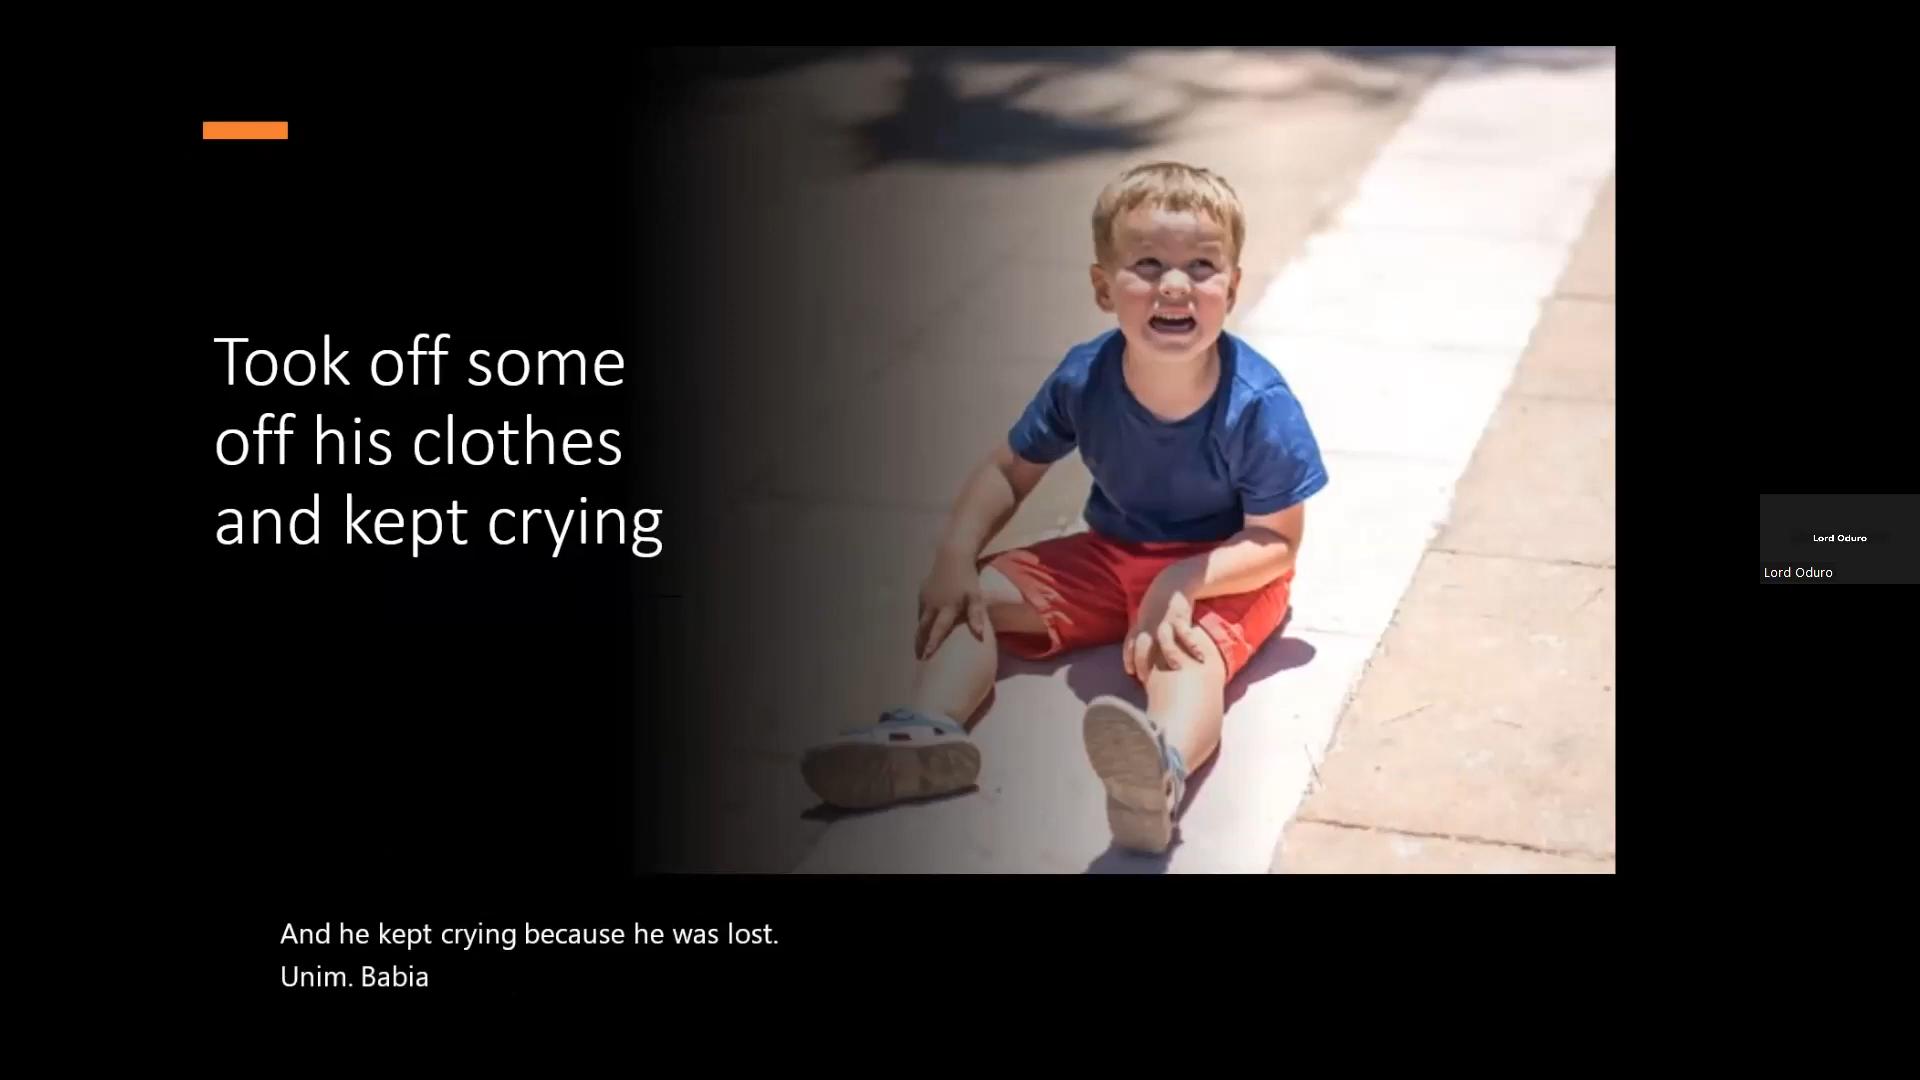 Took off some
off his clothes
and kept crying
Lord Oduro
Lord Oduro
And he kept crying because he was lost.
Unim. Babia